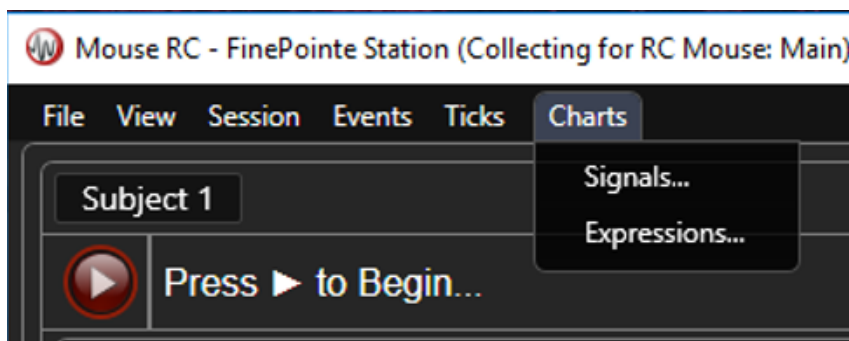 Mouse RC - FinePointe Station (Collecting for RC Mouse: Main)
File View Session Events Ticks Charts
Signals...
Subject 1
Expressions...
Press ► to Begin...